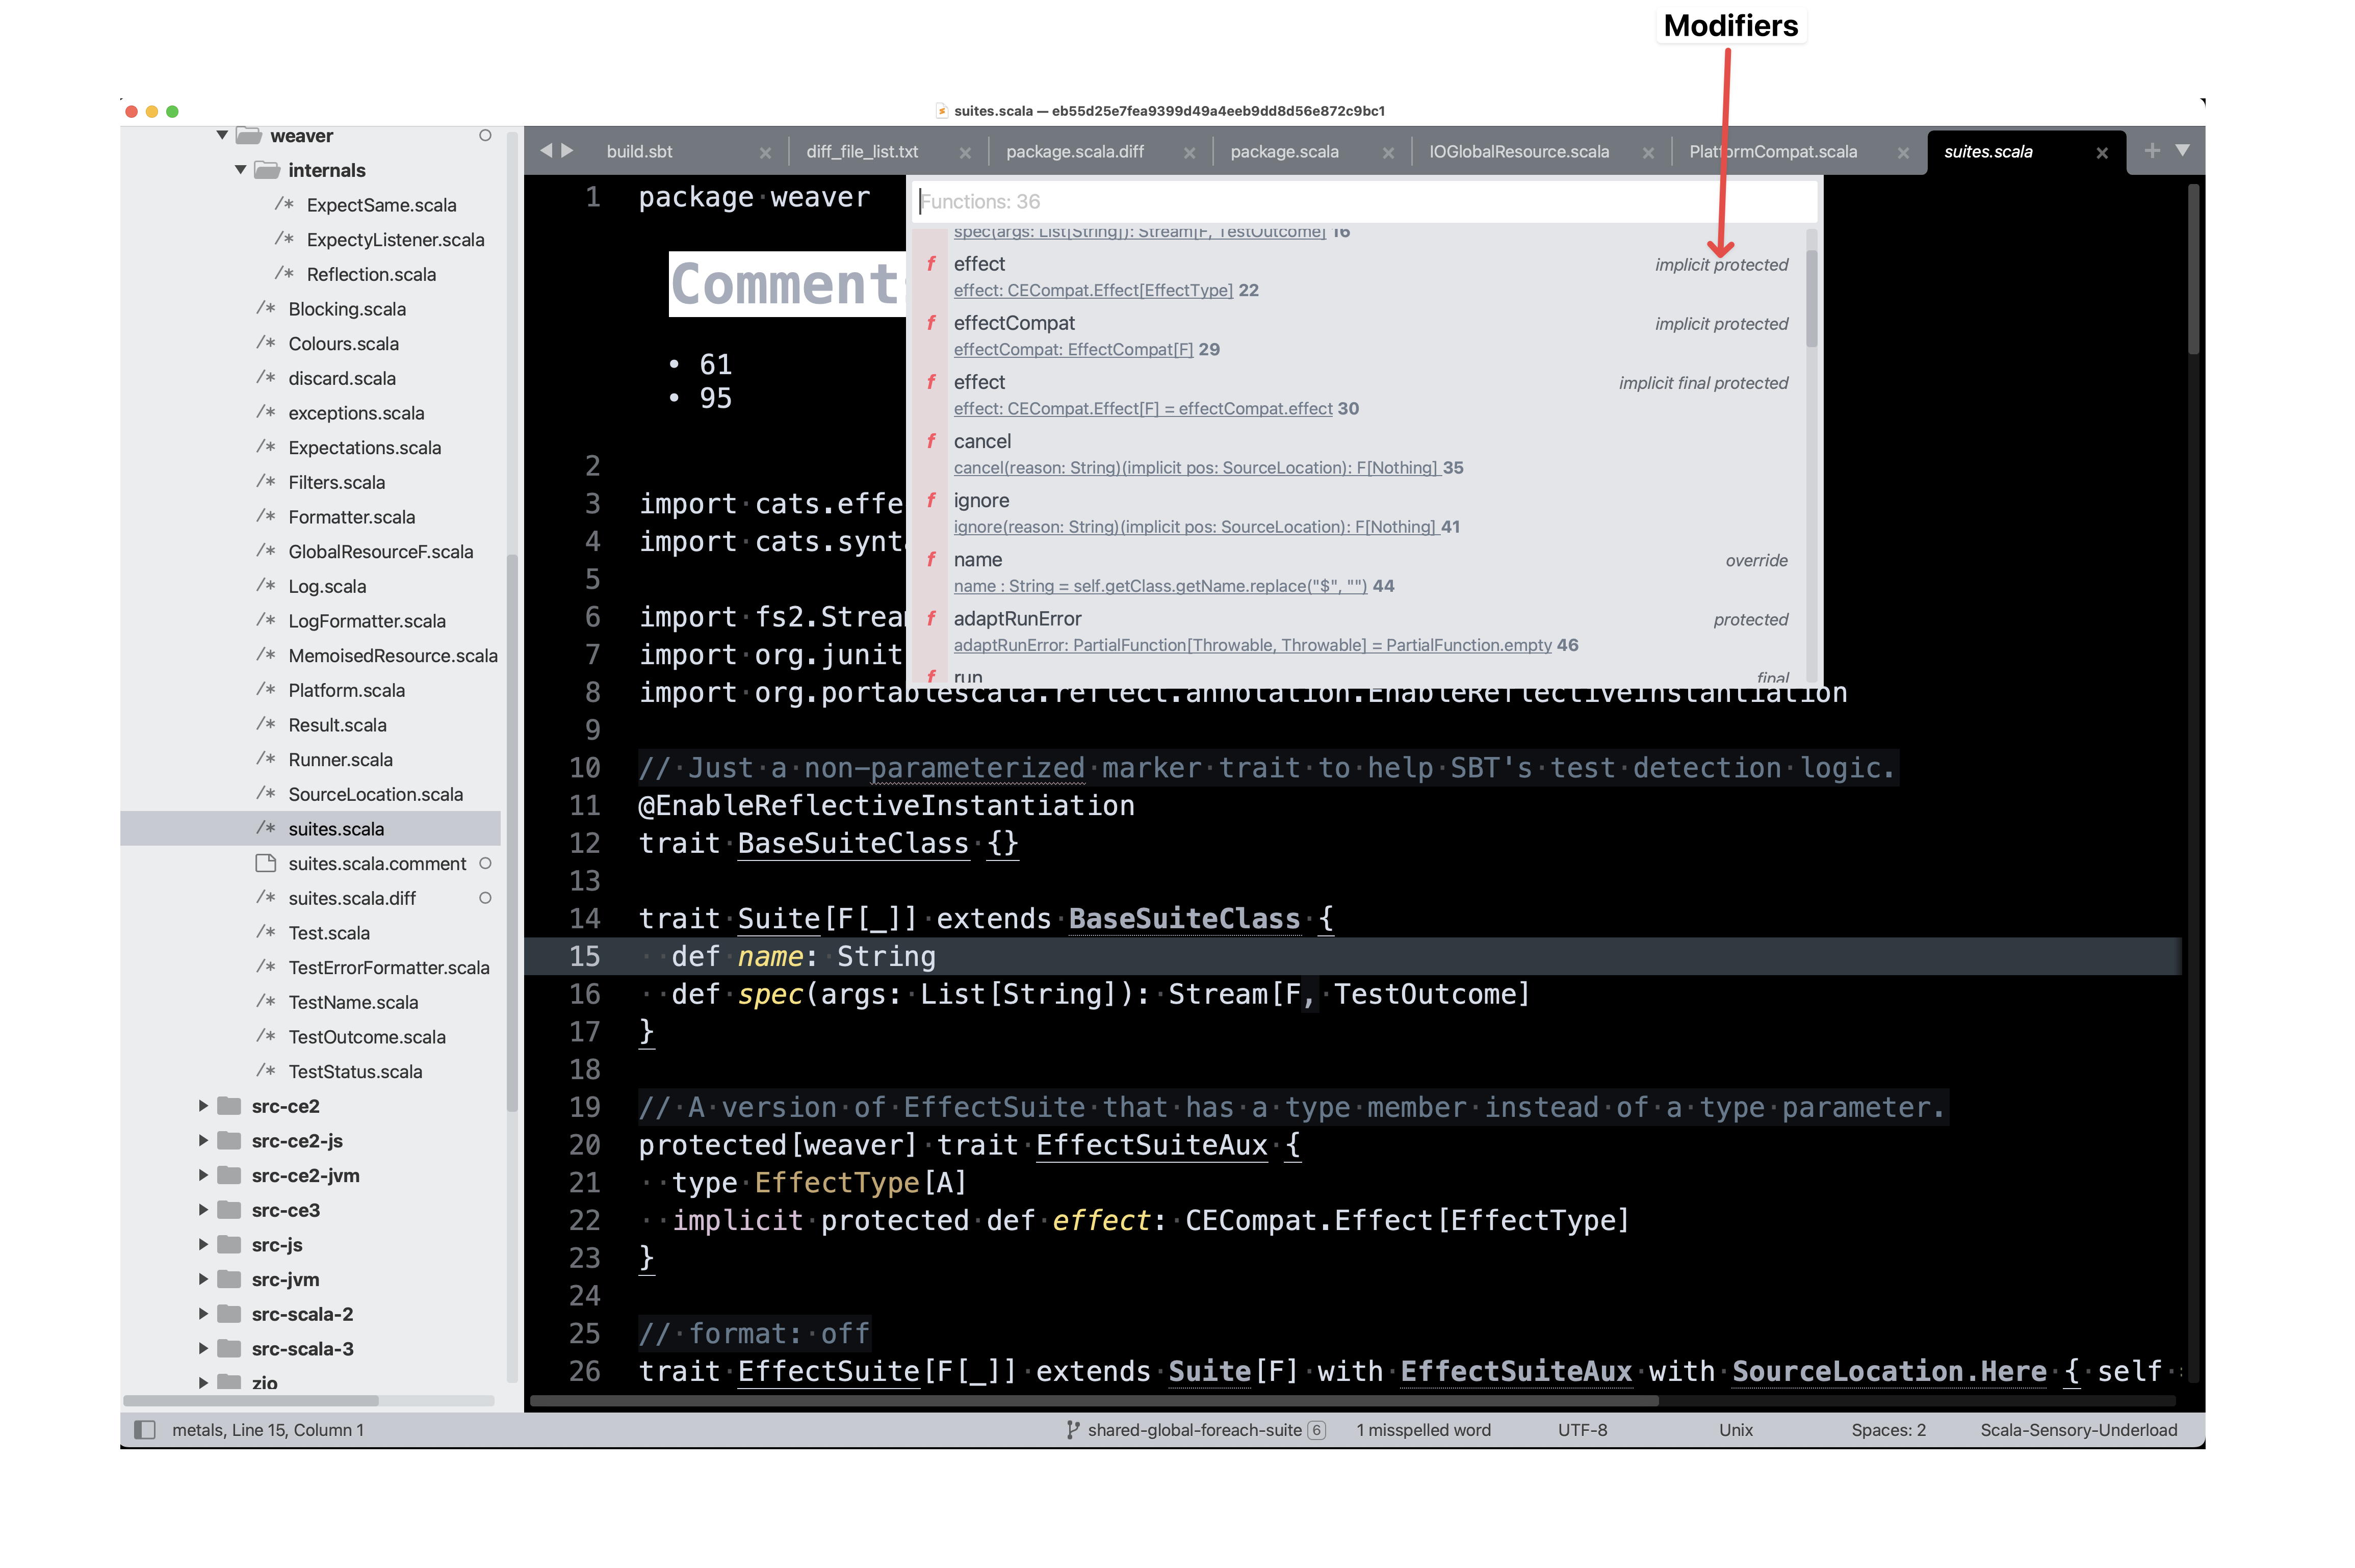 Modifiers
suites.scala — eb55d25e7fea9399d49a4eeb9dd8d56e872c9bc1
weaver
internals
/* ExpectSame.scala
/* ExpectyListener.scala
/* Reflection.scala
/* Blocking.scala
/* Colours.scala
/* discard.scala
/* exceptions.scala
/* Expectations.scala
/* Filters.scala
/* Formatter.scala
/* GlobalResourceF.scala
/* Log.scala
/* LogFormatter.scala
/* MemoisedResource.scala
/* Platform.scala
/* Result.scala
/* Runner.scala
/* SourceLocation.scala
/* suites.scala
suites.scala.comment
/* suites.scala.diff
/* Test.scala
/* TestErrorFormatter.scala
/* TestName.scala
/* TestOutcome.scala
/* TestStatus.scala
src-ce2
src-ce2-js
src-ce2-jvm
src-ce3
src-js
src-jvm
src-scala-2
src-scala-3
zio
build.sbt diff_file_list.txt package.scala.diff package.scala IOGlobalResource.scala PlatformCompat.scala suites.scala
Functions: 36
spec(args: List[String]): Stream[F, TestOutcome] 16
f effect implicit protected
effect: CECompat.Effect[EffectType] 22
f effectCompat implicit protected
effectCompat: EffectCompat[F] 29
f effect implicit final protected
effect: CECompat.Effect[F] = effectCompat.effect 30
f cancel
cancel(reason: String)(implicit pos: SourceLocation): F[Nothing] 35
f ignore
ignore(reason: String)(implicit pos: SourceLocation): F[Nothing] 41
f name override
name : String = self.getClass.getName.replace("$", "") 44
f adaptRunError protected
adaptRunError: PartialFunction[Throwable, Throwable] = PartialFunction.empty 46
f run final
1 package weaver
Comment
• 61
• 95
2
3 import cats.effe
4 import cats.synt
5
6 import fs2.Strea
7 import org.junit
8 import org.portablescala.reflect.annotation.EnableReflectiveInstantiation
9
10 // Just a non-parameterized marker trait to help SBT's test detection logic.
11 @EnableReflectiveInstantiation
12 trait BaseSuiteClass {}
13
14 trait Suite[F[_]] extends BaseSuiteClass {
15 def name: String
16 def spec(args: List[String]): Stream[F, TestOutcome]
17 }
18
19 // A version of EffectSuite that has a type member instead of a type parameter.
20 protected[weaver] trait EffectSuiteAux {
21 type EffectType[A]
22 implicit protected def effect: CECompat.Effect[EffectType]
23 }
24
25 // format: off
26 trait EffectSuite[F[_]] extends Suite[F] with EffectSuiteAux with SourceLocation.Here { self
metals, Line 15, Column 1 shared-global-foreach-suite 6 1 misspelled word UTF-8 Unix Spaces: 2 Scala-Sensory-Underload